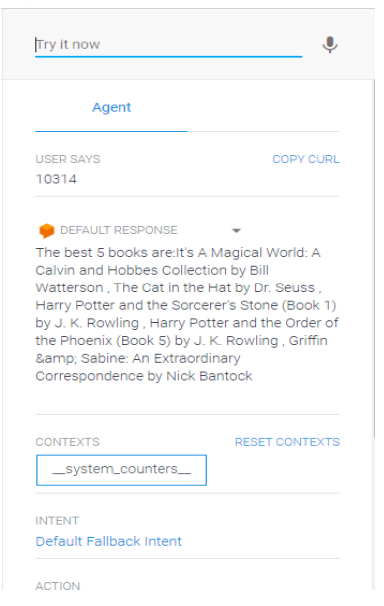 Try it now
Agent
USER SAYS COPY CURL
10314
DEFAULT RESPONSE
The best 5 books are:It's A Magical World: A
Calvin and Hobbes Collection by Bill
Watterson , The Cat in the Hat by Dr. Seuss ,
Harry Potter and the Sorcerer's Stone (Book 1)
by J. K. Rowling , Harry Potter and the Order of
the Phoenix (Book 5) by J. K. Rowling , Griffin
&amp; Sabine: An Extraordinary
Correspondence by Nick Bantock
CONTEXTS RESET CONTEXTS
__system_counters__
INTENT
Default Fallback Intent
ACTION